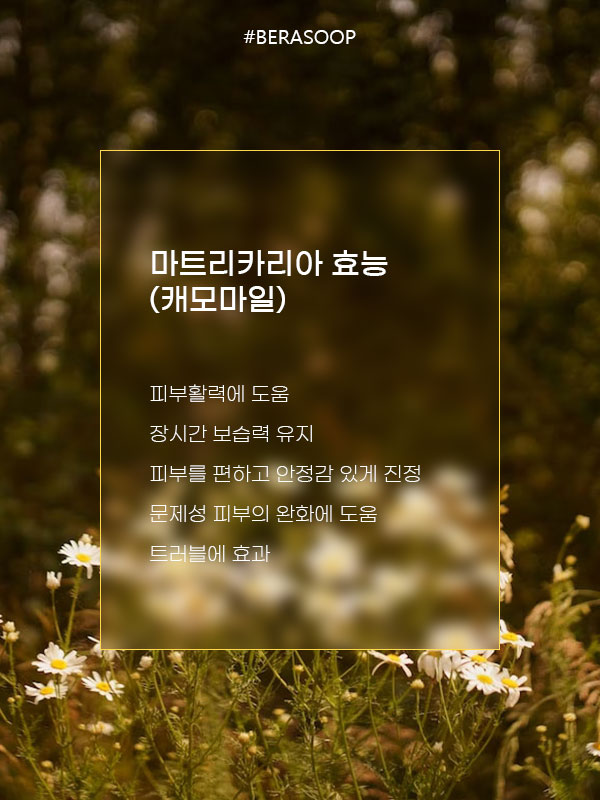 #BERASOOP
마트리카리아 효능
(캐모마일)
피부활력에 도움
장시간 보습력 유지
피부를 편하고 안정감 있게 진정
문제성 피부의 완화에 도움
트러블에 효과